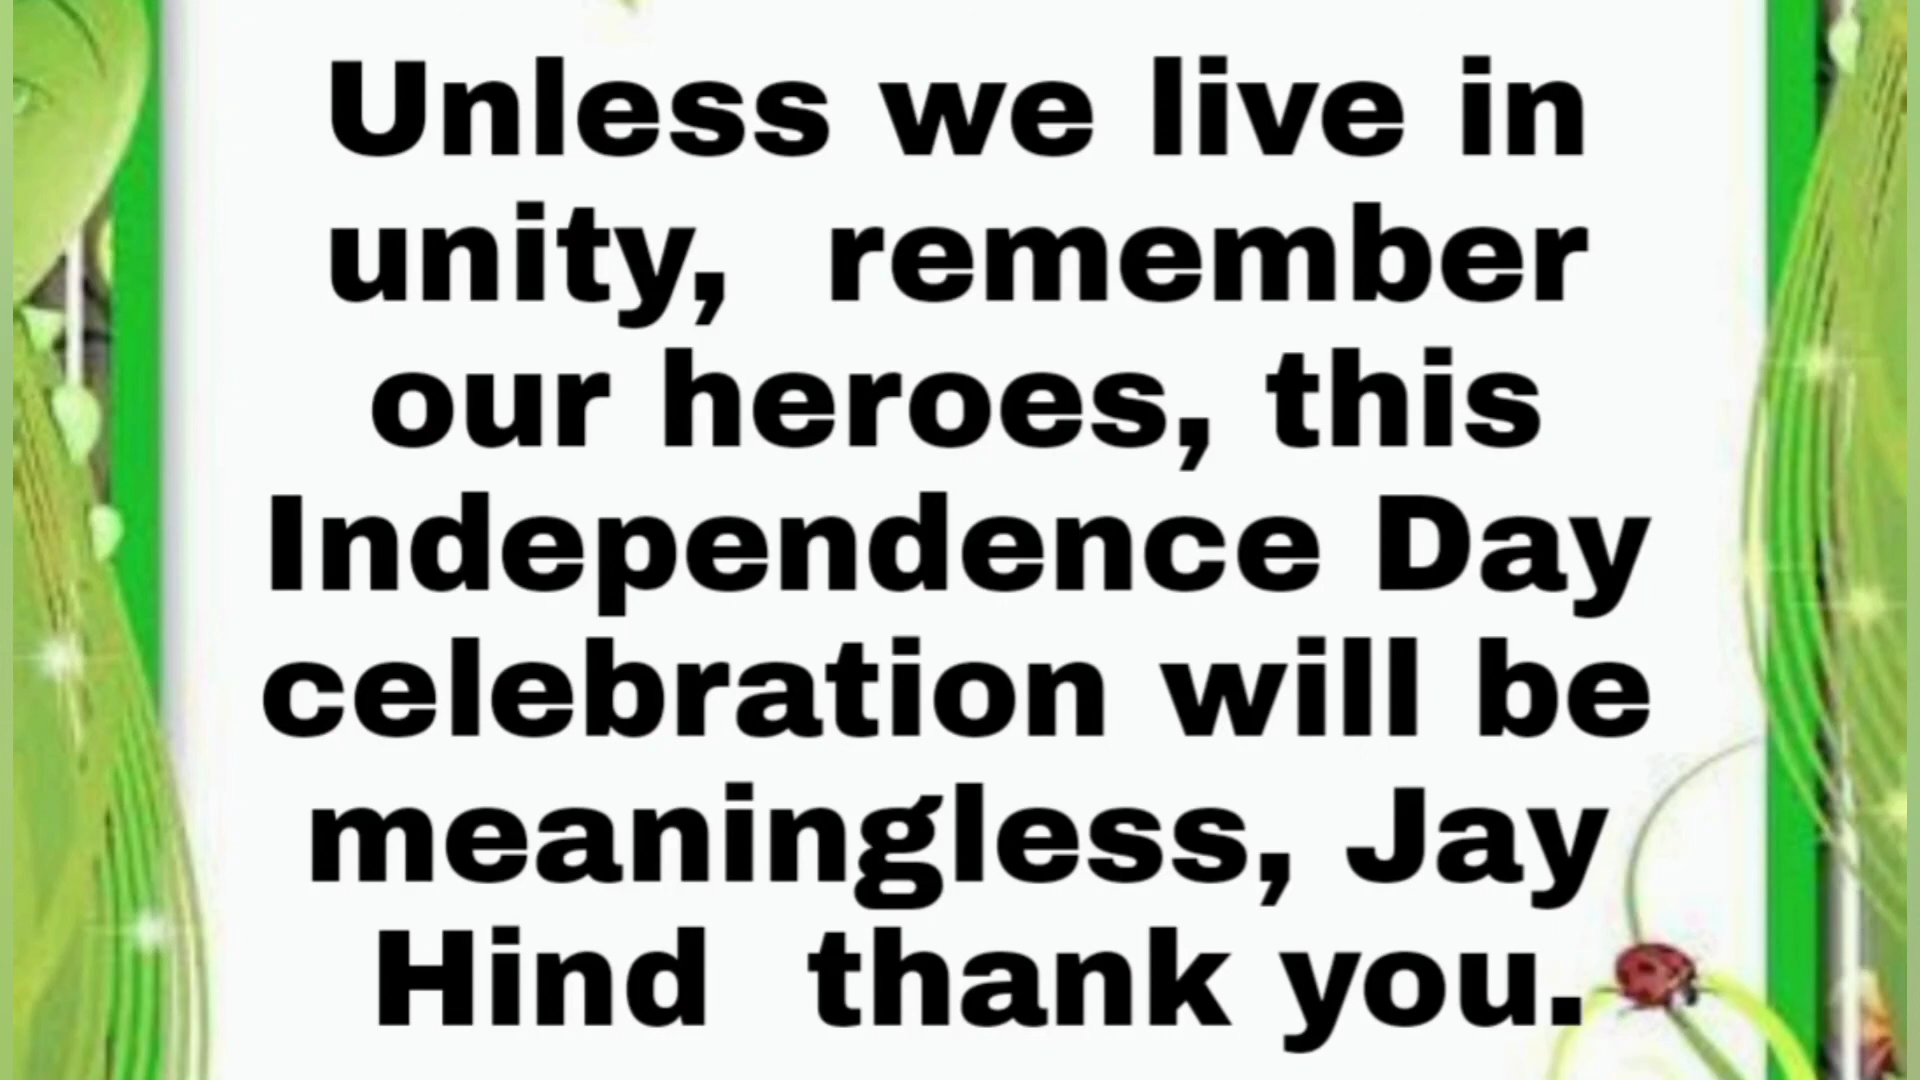 Unless we live in
unity,  remember
our heroes, this
Independence Day
celebration will be
meaningless, Jay
Hind  thank you.